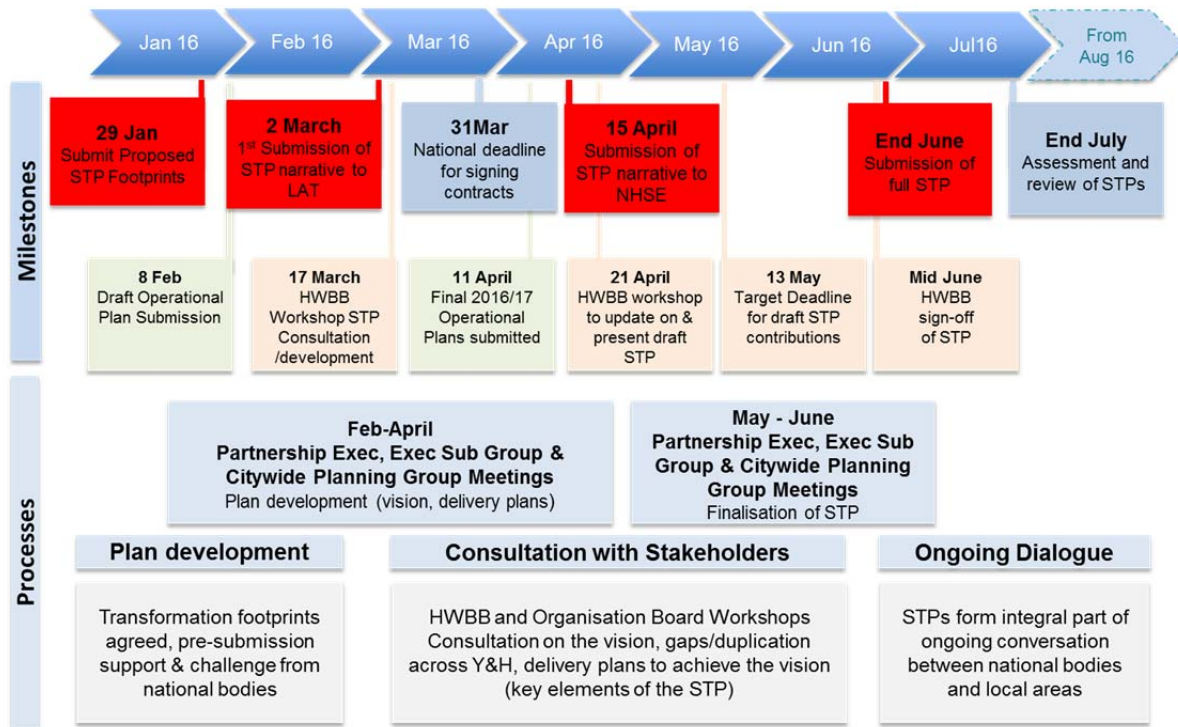 Jan 16
Feb 16
Mar 16
Apr 16
May 16
Jun 16
Jul16
From
Aug 16
Milestones
29 Jan
Submit Proposed
STP Footprints
2 March
1st Submission of
STP narrative to
LAT
31Mar
National deadline
for signing
contracts
15 April
Submission of
STP narrative to
NHSE
End June
Submission of
full STP
End July
Assessment and
review of STPs
8 Feb
Draft Operational
Plan Submission
17 March
HWBB
Workshop STP
Consultation
/development
11 April
Final 2016/17
Operational
Plans submitted
21 April
HWBB workshop
to update on &
present draft
STP
13 May
Target Deadline
for draft STP
contributions
Mid June
HWBB
sign-off
of STP
Processes
Feb-April
Partnership Exec, Exec Sub Group &
Citywide Planning Group Meetings
Plan development (vision, delivery plans)
May - June
Partnership Exec, Exec Sub
Group & Citywide Planning
Group Meetings
Finalisation of STP
Plan development
Transformation footprints
agreed, pre-submission
support & challenge from
national bodies
Consultation with Stakeholders
HWBB and Organisation Board Workshops
Consultation on the vision, gaps/duplication
across Y&H, delivery plans to achieve the vision
(key elements of the STP)
Ongoing Dialogue
STPs form integral part of
ongoing conversation
between national bodies
and local areas